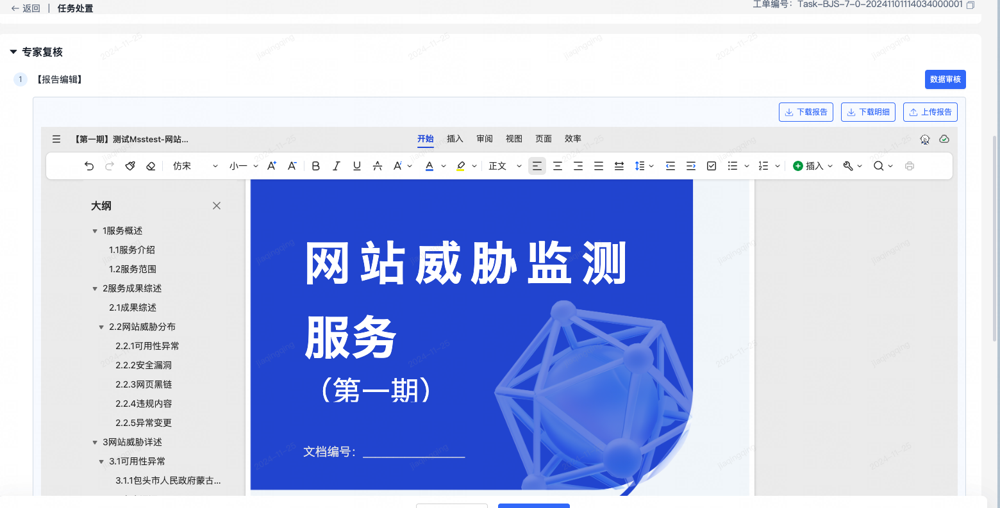 返回 | 任务处置
工单编号：Task-BJS-7-0-20241101114034000001
专家复核
1 【报告编辑】
数据审核
下载报告 下载明细 上传报告
【第一期】测试Msstest-网站...
开始 插入 审阅 视图 页面 效率
仿宋 小一 正文 插入
大纲
1服务概述
1.1服务介绍
1.2服务范围
2服务成果综述
2.1成果综述
2.2网站威胁分布
2.2.1可用性异常
2.2.2安全漏洞
2.2.3网页黑链
2.2.4违规内容
2.2.5异常变更
3网站威胁详述
3.1可用性异常
3.1.1包头市人民政府蒙古...
网站威胁监测
服务
（第一期）
文档编号：
2024-11-25
jiaqingqing